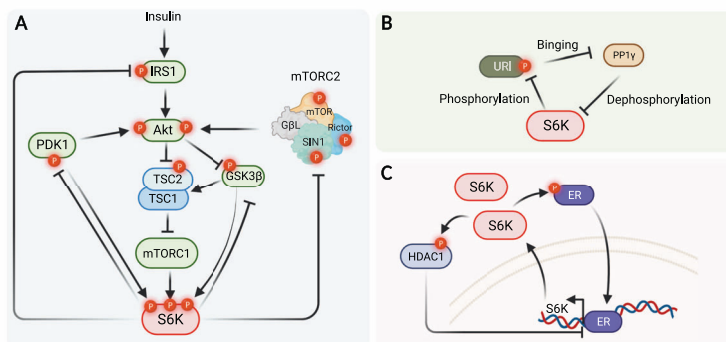 A
Insulin
P
IRS1
mTORC2
P
mTOR
GβL
Rictor
P
SIN1
P
P
Akt
P
PDK1
P
P
TSC2
TSC1
P
GSK3β
mTORC1
P
P
P
S6K
B
Binging
URI
P
PP1γ
Phosphorylation
Dephosphorylation
S6K
C
S6K
S6K
P
ER
P
HDAC1
S6K
ER